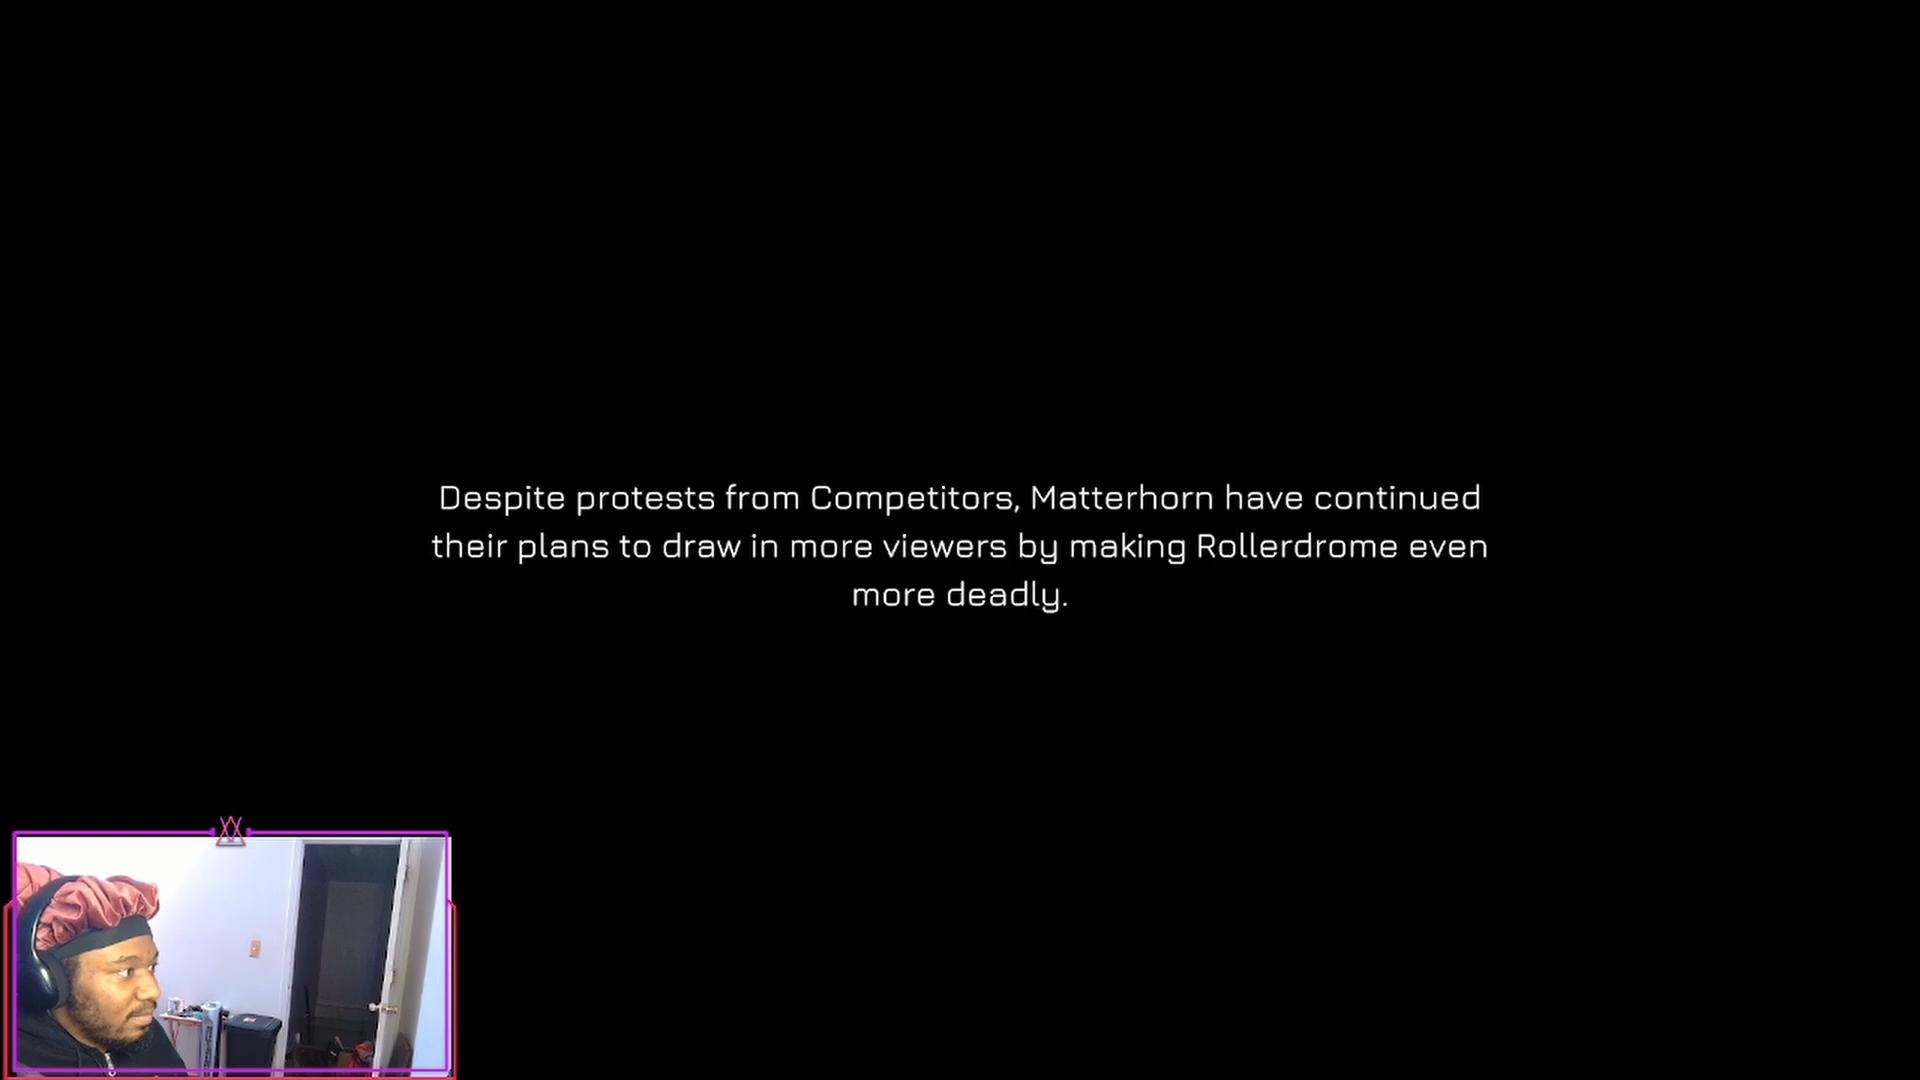 Despite protests from Competitors, Matterhorn have continued
their plans to draw in more viewers by making Rollerdrome even
more deadly.